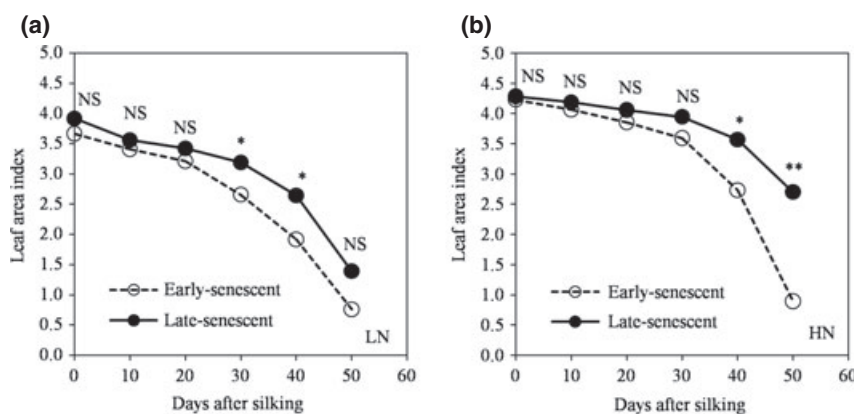 (a)
5.0
4.5
4.0
3.5
3.0
2.5
2.0
1.5
1.0
0.5
0.0
Leaf area index
NS
NS
NS
*
*
NS
Early-senescent
Late-senescent
LN
0 10 20 30 40 50 60
Days after silking
(b)
5.0
4.5
4.0
3.5
3.0
2.5
2.0
1.5
1.0
0.5
0.0
Leaf area index
NS
NS
NS
NS
*
**
Early-senescent
Late-senescent
HN
0 10 20 30 40 50 60
Days after silking